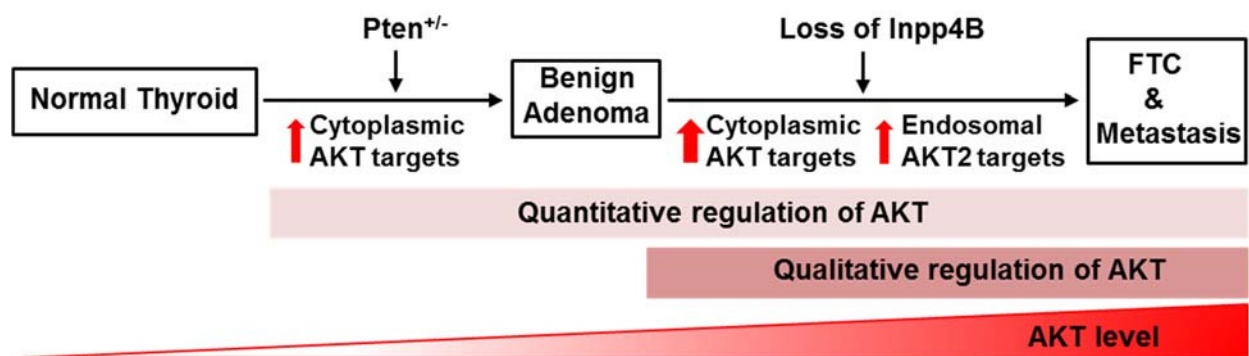 Pten+/-
Loss of Inpp4B
Normal Thyroid
Benign
Adenoma
FTC
&
Metastasis
Cytoplasmic
AKT targets
Cytoplasmic
AKT targets
Endosomal
AKT2 targets
Quantitative regulation of AKT
Qualitative regulation of AKT
AKT level